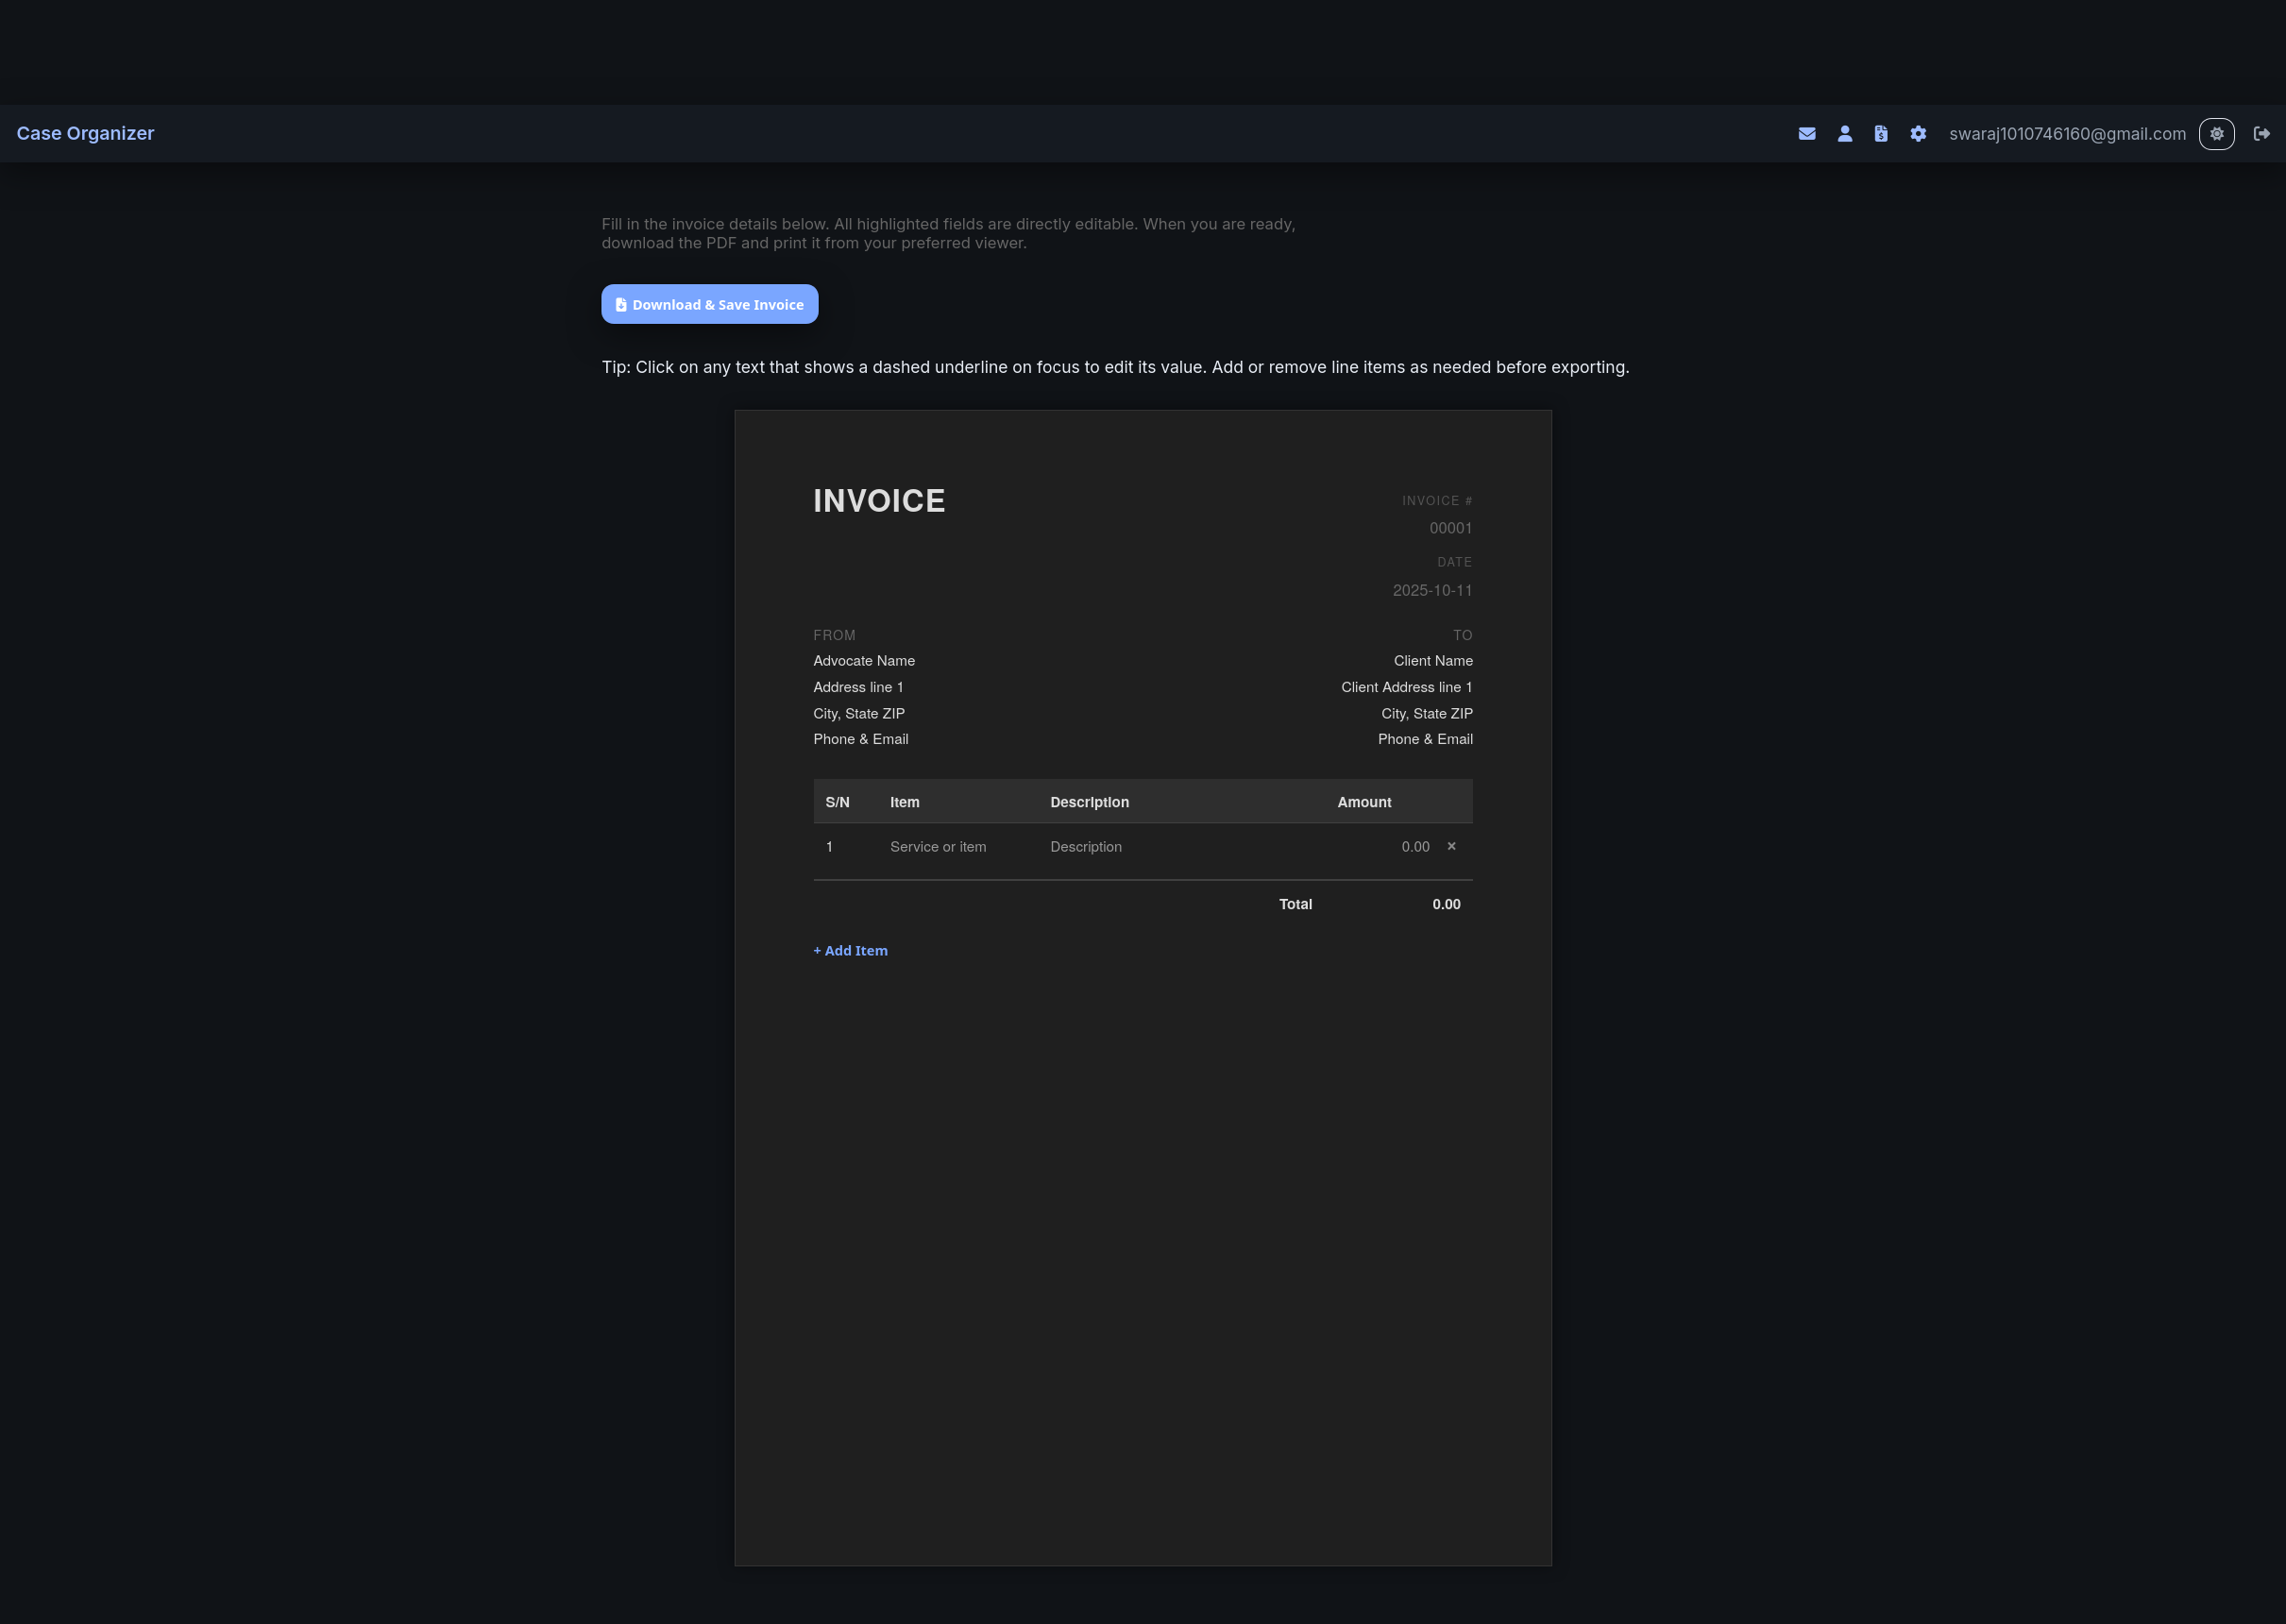 Case Organizer
swaraj1010746160@gmail.com
Fill in the invoice details below. All highlighted fields are directly editable. When you are ready,
download the PDF and print it from your preferred viewer.
Download & Save Invoice
Tip: Click on any text that shows a dashed underline on focus to edit its value. Add or remove line items as needed before exporting.
INVOICE
INVOICE #
00001
DATE
2025-10-11
FROM
Advocate Name
Address line 1
City, State ZIP
Phone & Email
TO
Client Name
Client Address line 1
City, State ZIP
Phone & Email
S/N Item Description Amount
1 Service or item Description 0.00 ×
Total 0.00
+ Add Item